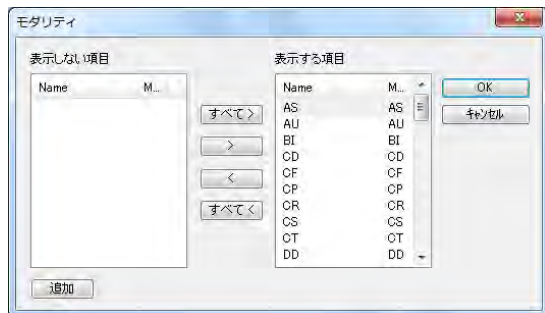 モダリティ
表示しない項目
表示する項目
Name M...
Name M...
OK
キャンセル
すべて >
>
<
すべて <
AS AS
AU AU
BI BI
CD CD
CF CF
CP CP
CR CR
CS CS
CT CT
DD DD
追加